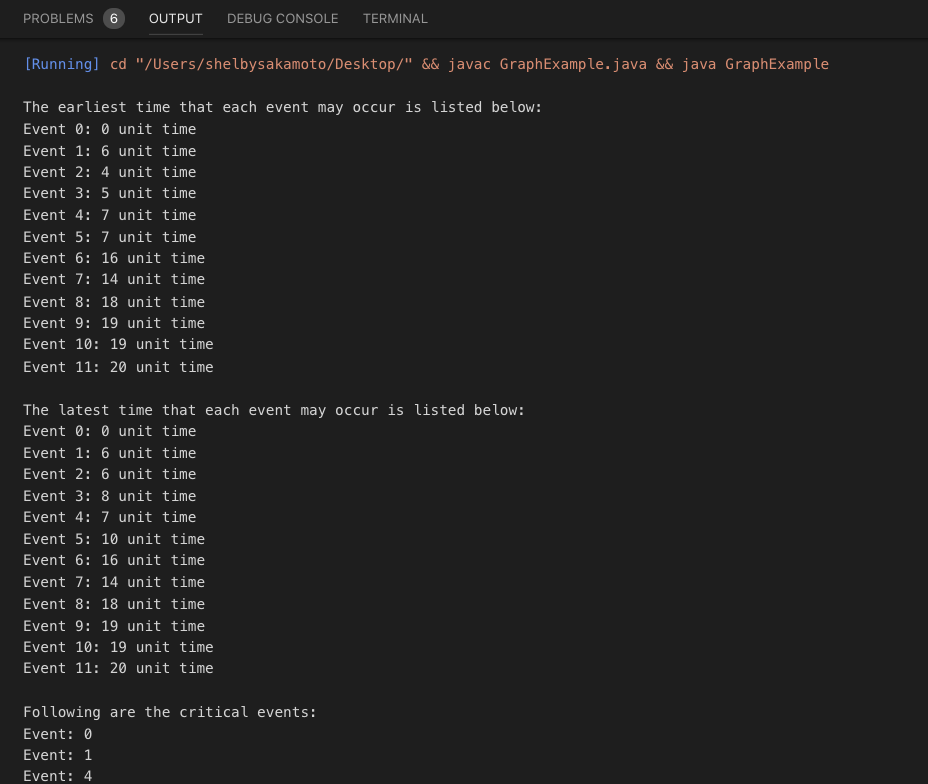 PROBLEMS 6 OUTPUT DEBUG CONSOLE TERMINAL
[Running] cd "/Users/shelbysakamoto/Desktop/" && javac GraphExample.java && java GraphExample
The earliest time that each event may occur is listed below:
Event 0: 0 unit time
Event 1: 6 unit time
Event 2: 4 unit time
Event 3: 5 unit time
Event 4: 7 unit time
Event 5: 7 unit time
Event 6: 16 unit time
Event 7: 14 unit time
Event 8: 18 unit time
Event 9: 19 unit time
Event 10: 19 unit time
Event 11: 20 unit time
The latest time that each event may occur is listed below:
Event 0: 0 unit time
Event 1: 6 unit time
Event 2: 6 unit time
Event 3: 8 unit time
Event 4: 7 unit time
Event 5: 10 unit time
Event 6: 16 unit time
Event 7: 14 unit time
Event 8: 18 unit time
Event 9: 19 unit time
Event 10: 19 unit time
Event 11: 20 unit time
Following are the critical events:
Event: 0
Event: 1
Event: 4